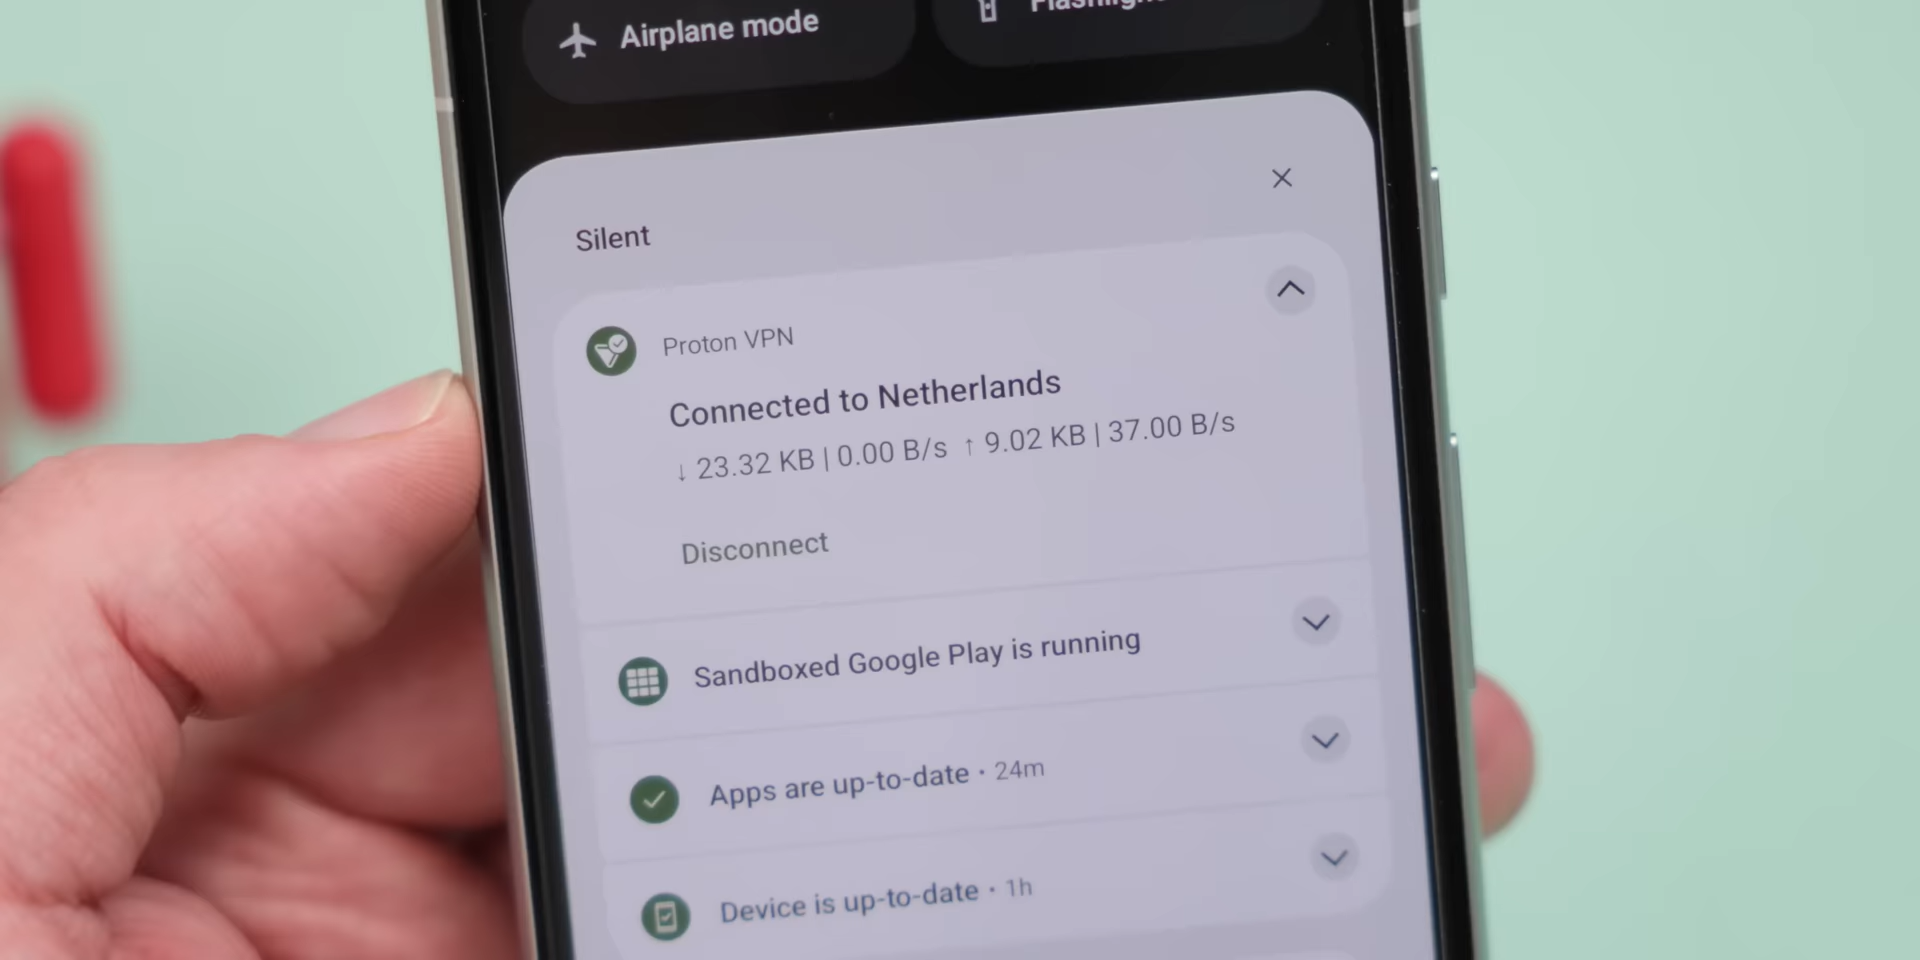 Airplane mode
Flashlight
Silent
Proton VPN
Connected to Netherlands
↓ 23.32 KB | 0.00 B/s ↑ 9.02 KB | 37.00 B/s
Disconnect
Sandboxed Google Play is running
Apps are up-to-date · 24m
Device is up-to-date · 1h